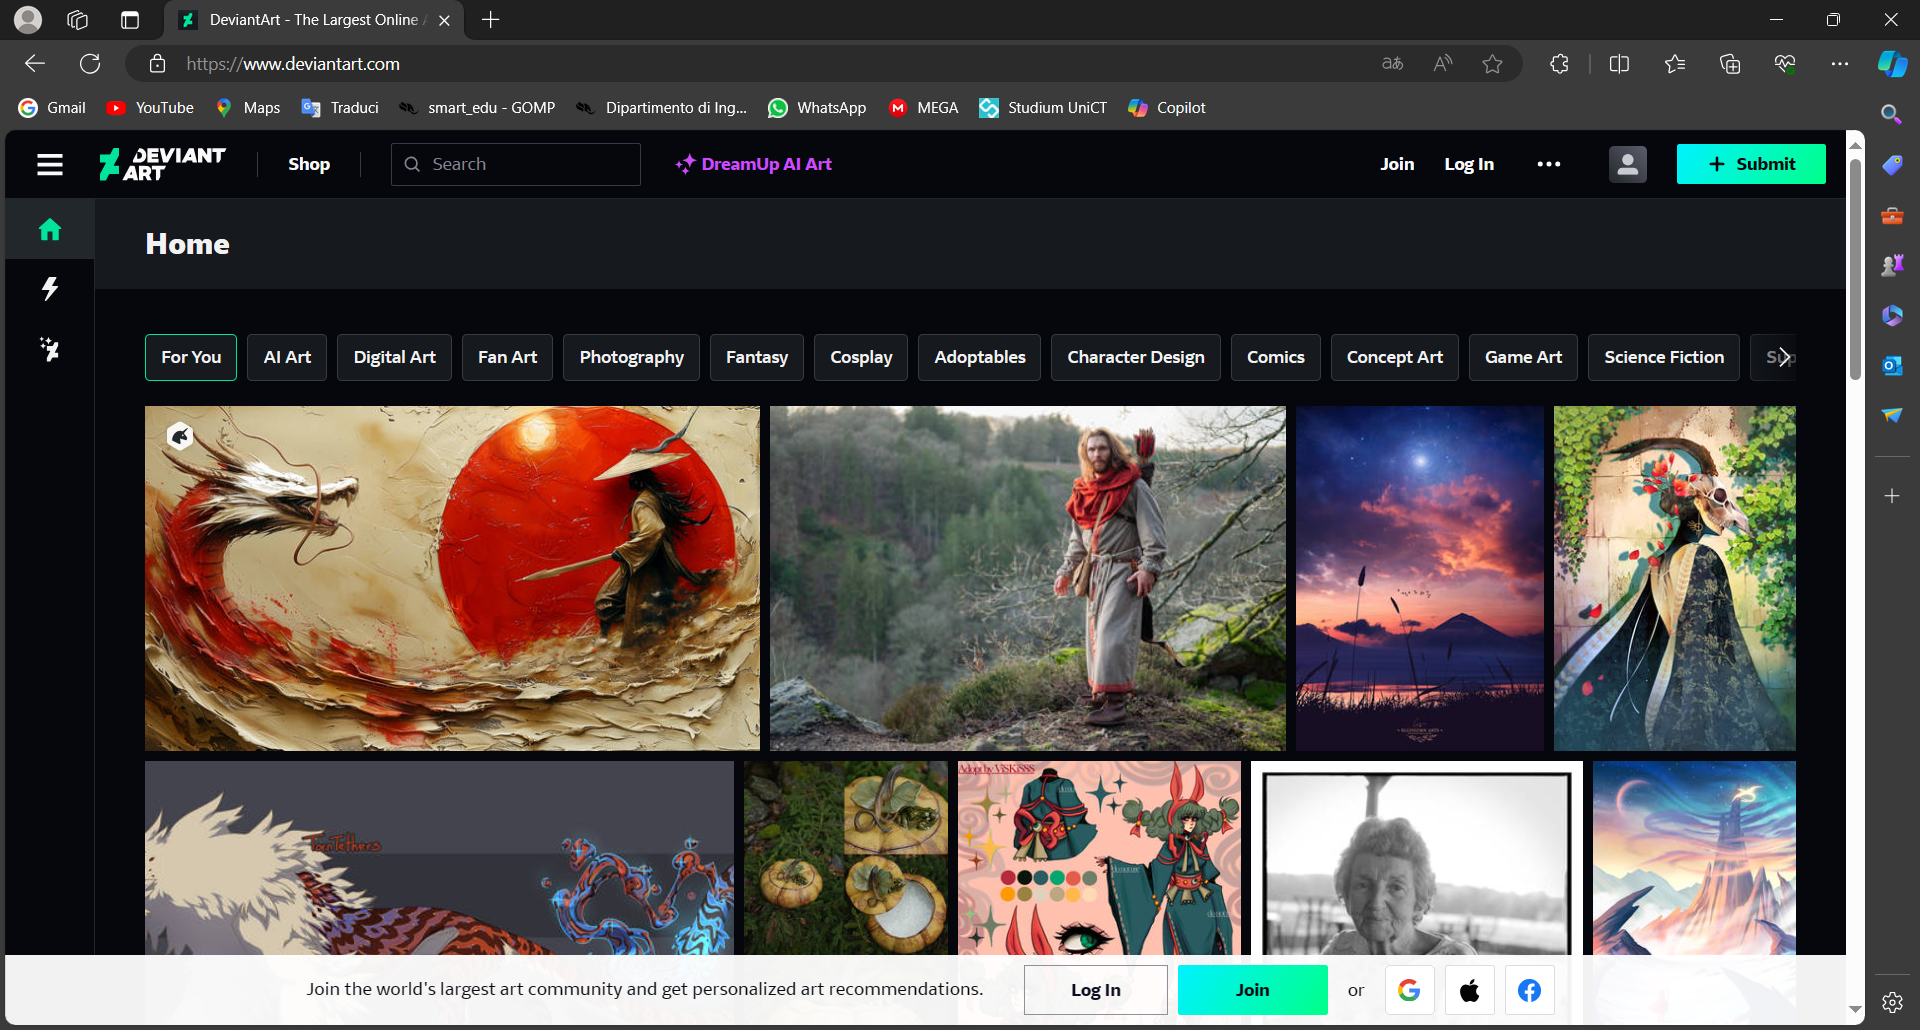 DeviantArt - The Largest Online
https://www.deviantart.com
Gmail
YouTube
Maps
Traduci
smart_edu - GOMP
Dipartimento di Ing...
WhatsApp
MEGA
Studium UniCT
Copilot
DEVIANT
ART
Shop
Search
DreamUp AI Art
Join
Log In
Submit
Home
For You
AI Art
Digital Art
Fan Art
Photography
Fantasy
Cosplay
Adoptables
Character Design
Comics
Concept Art
Game Art
Science Fiction
Adopt by ViSKiSSS
Join the world's largest art community and get personalized art recommendations.
Log In
Join
or